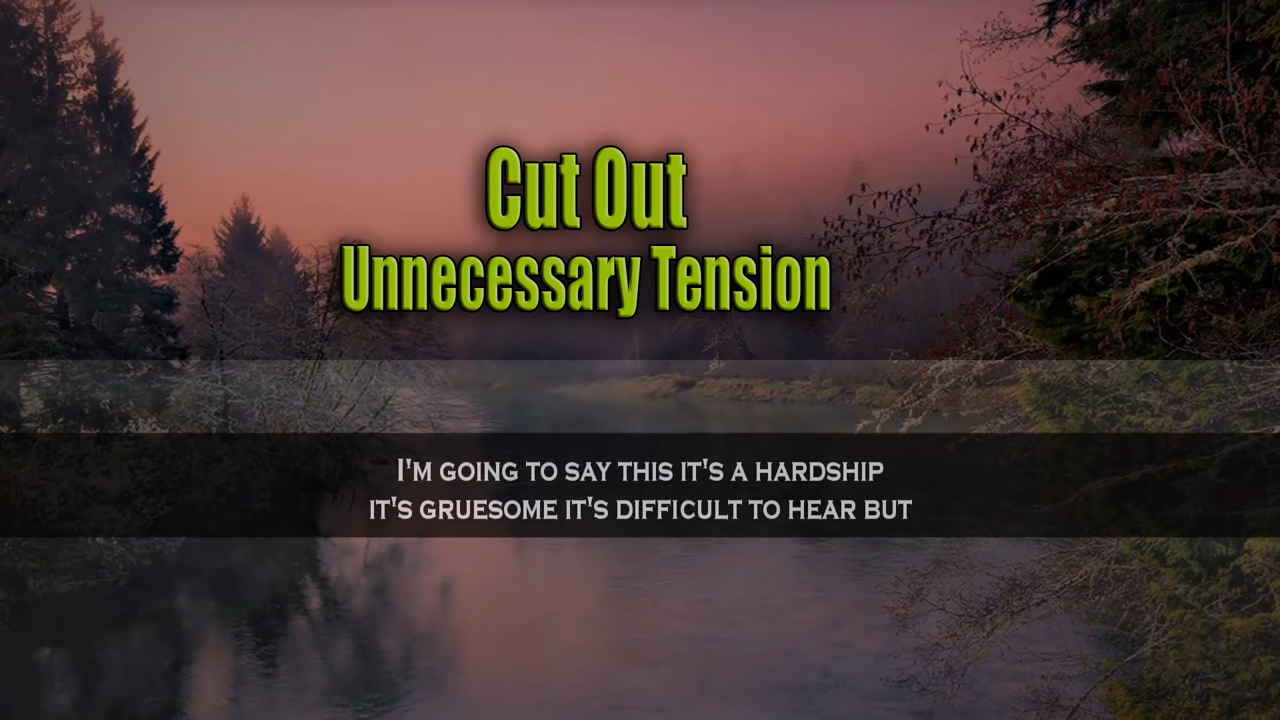 Cut Out
Unnecessary Tension
I'm going to say this it's a hardship
it's gruesome it's difficult to hear but